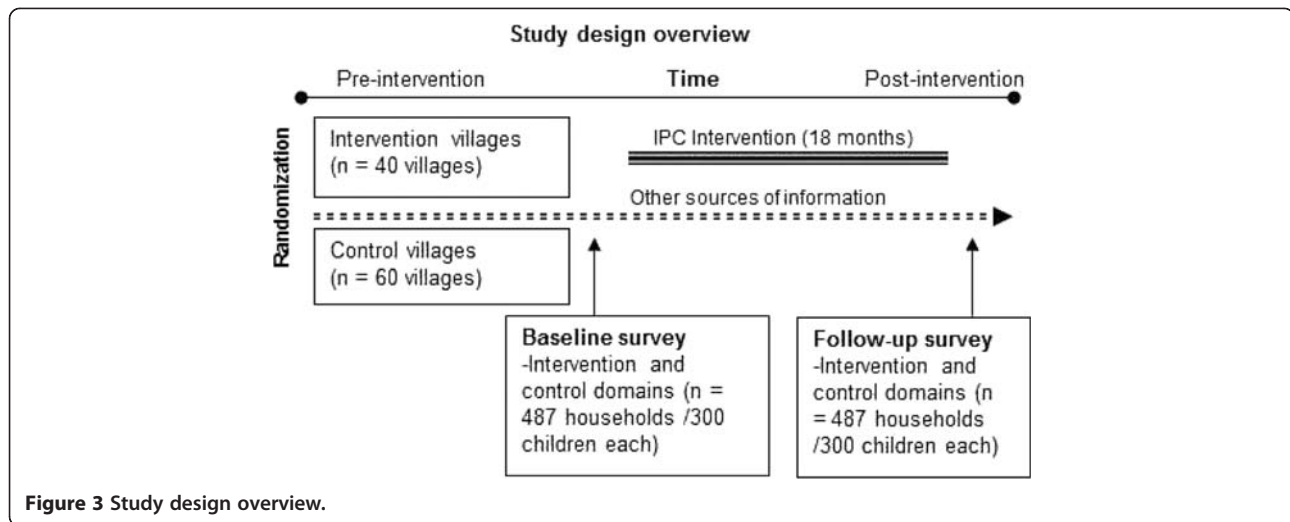 Study design overview
Pre-intervention Time Post-intervention
Randomization
Intervention villages
(n = 40 villages)
IPC Intervention (18 months)
Other sources of information
Control villages
(n = 60 villages)
Baseline survey
-Intervention and
control domains (n =
487 households /300
children each)
Follow-up survey
-Intervention and
control domains (n
= 487 households
/300 children each)
Figure 3 Study design overview.